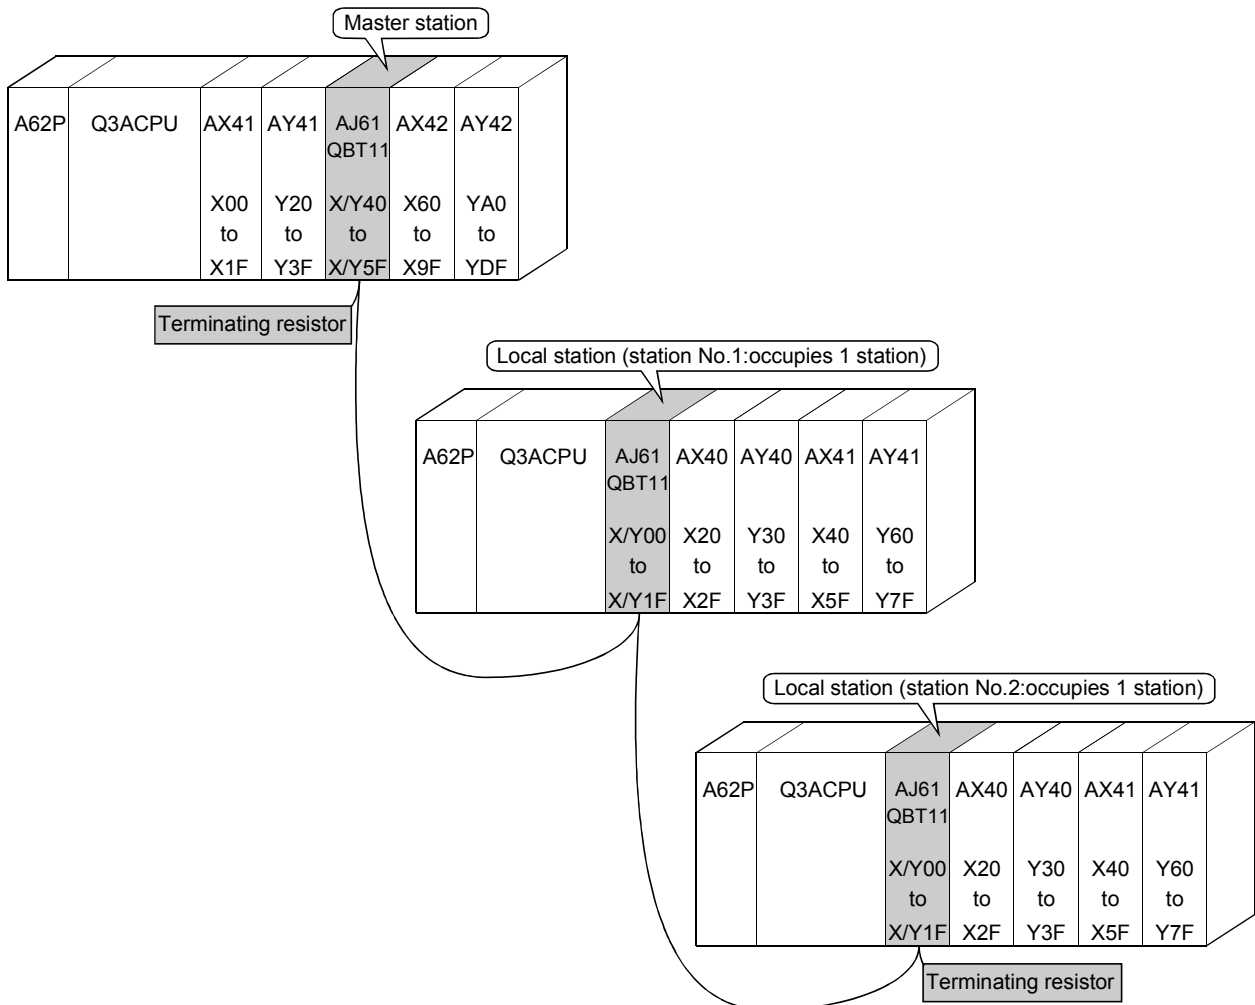 Master station
A62P Q3ACPU AX41 AY41 AJ61 AX42 AY42
QBT11
X00 Y20 X/Y40 X60 YA0
to to to to to
X1F Y3F X/Y5F X9F YDF
Terminating resistor
Local station (station No.1:occupies 1 station)
A62P Q3ACPU AJ61 AX40 AY40 AX41 AY41
QBT11
X/Y00 X20 Y30 X40 Y60
to to to to to
X/Y1F X2F Y3F X5F Y7F
Local station (station No.2:occupies 1 station)
A62P Q3ACPU AJ61 AX40 AY40 AX41 AY41
QBT11
X/Y00 X20 Y30 X40 Y60
to to to to to
X/Y1F X2F Y3F X5F Y7F
Terminating resistor